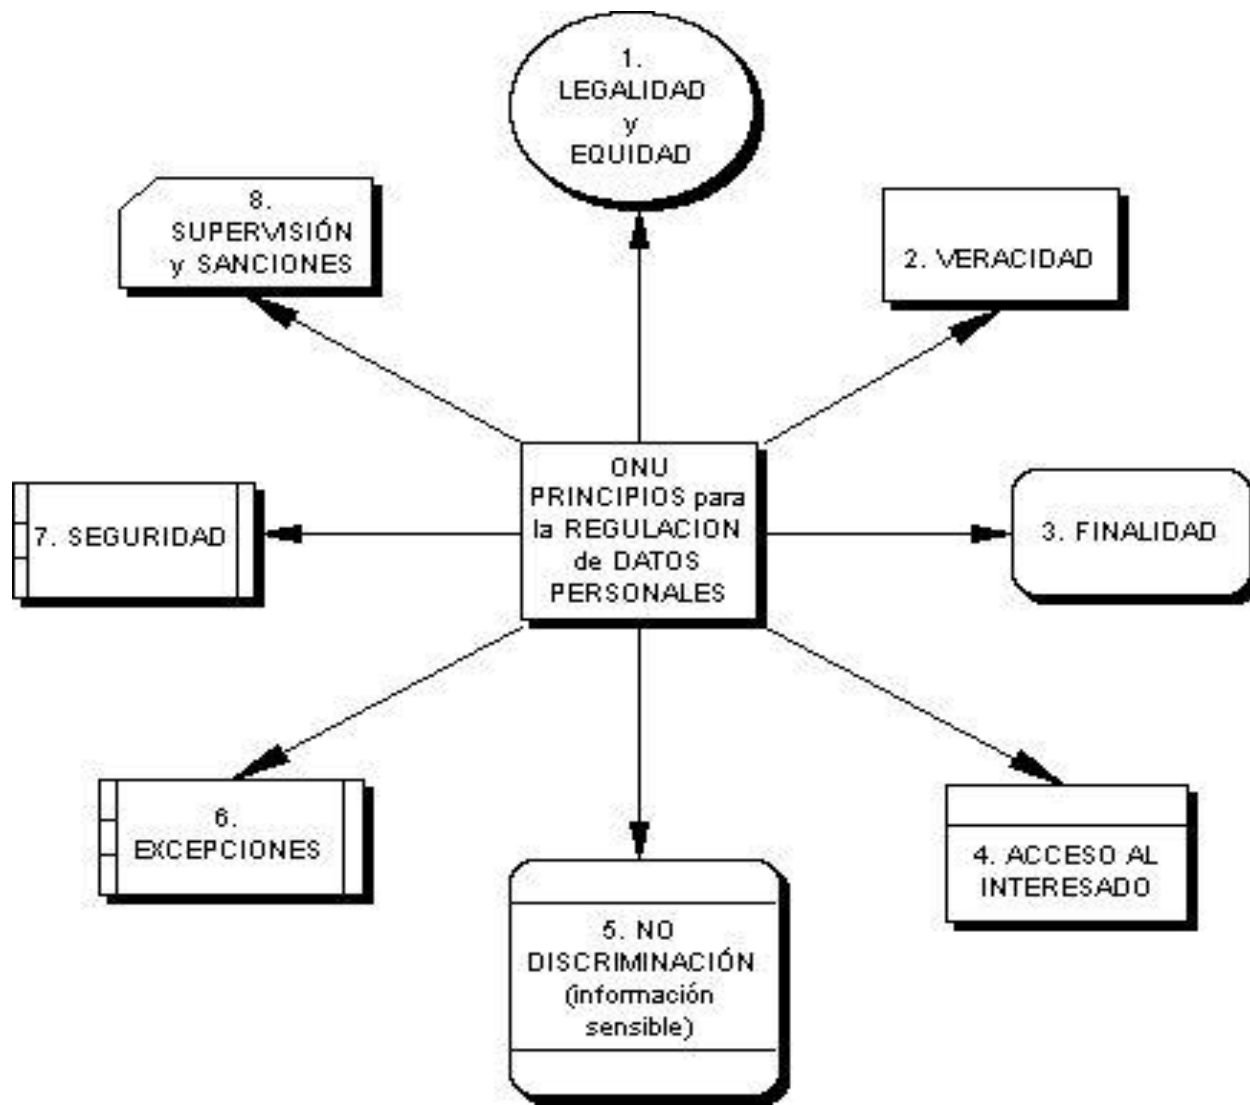 1.
LEGALIDAD
y
EQUIDAD
8.
SUPERVISIÓN
y SANCIONES
2. VERACIDAD
ONU
PRINCIPIOS para
la REGULACION
de DATOS
PERSONALES
7. SEGURIDAD
3. FINALIDAD
6.
EXCEPCIONES
4. ACCESO AL
INTERESADO
5. NO
DISCRIMINACIÓN
(información
sensible)